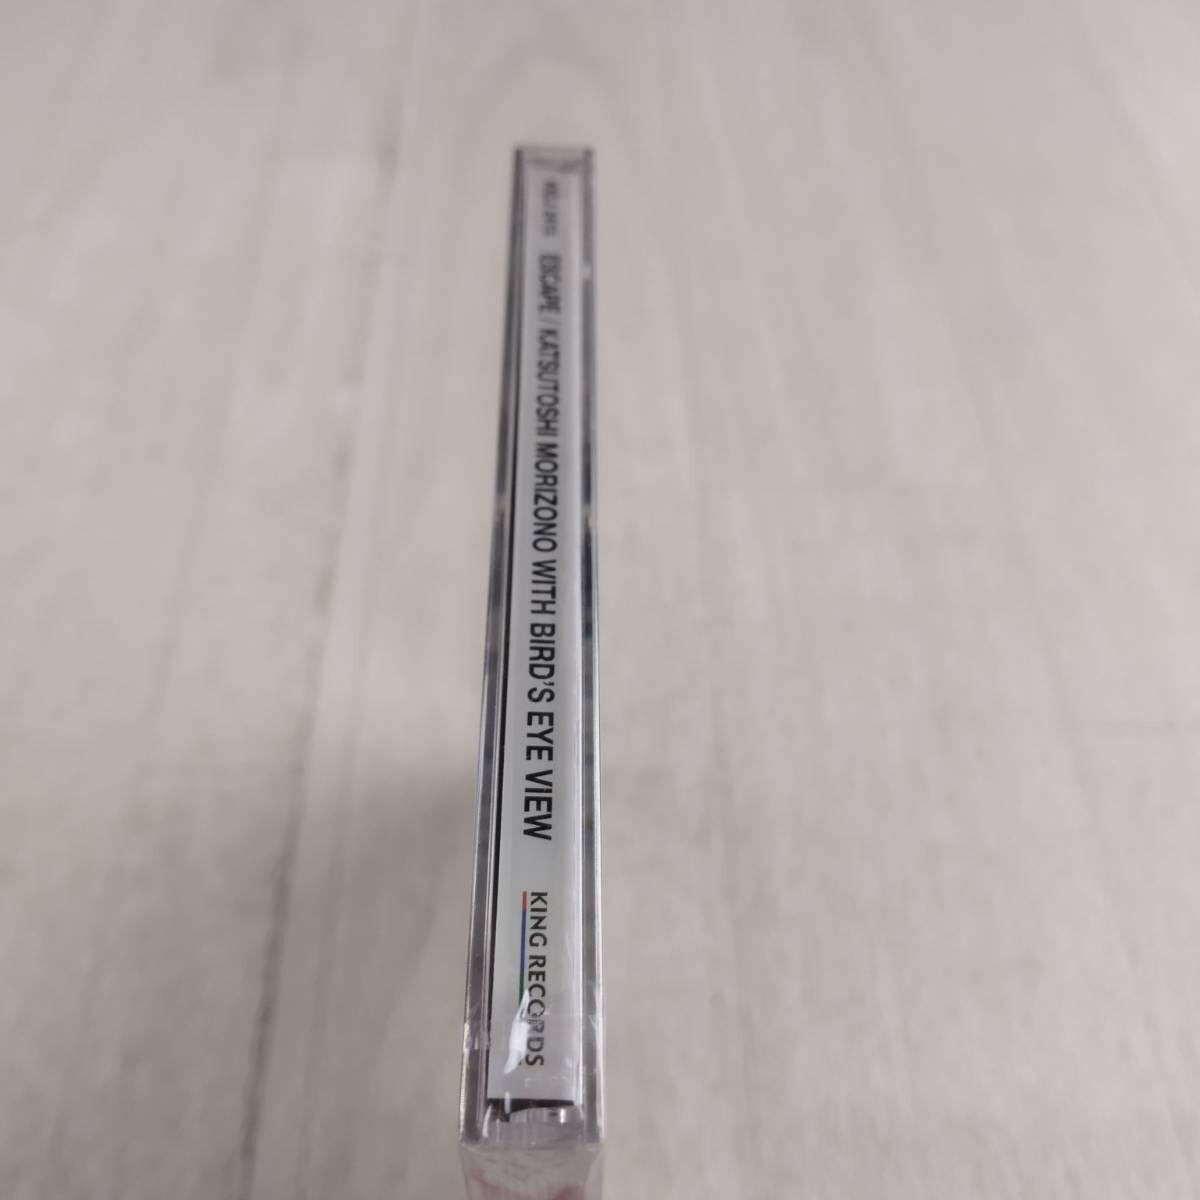 ESCAPE / KATSUTOSHI MORIZONO WITH BIRD'S EYE VIEW
KING RECORDS